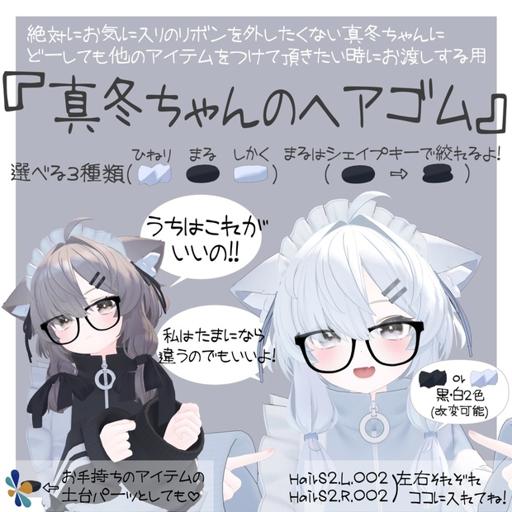 絶対にお気に入りのリボンを外したくない真冬ちゃんに
どーしても他のアイテムをつけて頂きたい時にお渡しする用
『真冬ちゃんのヘアゴム』
選べる3種類(ひねり まる しかく)
まるはシェイプキーで絞れるよ!
(⇨)
うちはこれが
いいの!!
私はたまになら
違うのでもいいよ!
or
黒・白2色
(改変可能)
お手持ちのアイテムの
土台パーツとしても♡
HairS2.L.002
HairS2.R.002
左右それぞれ
ココに入れてね!